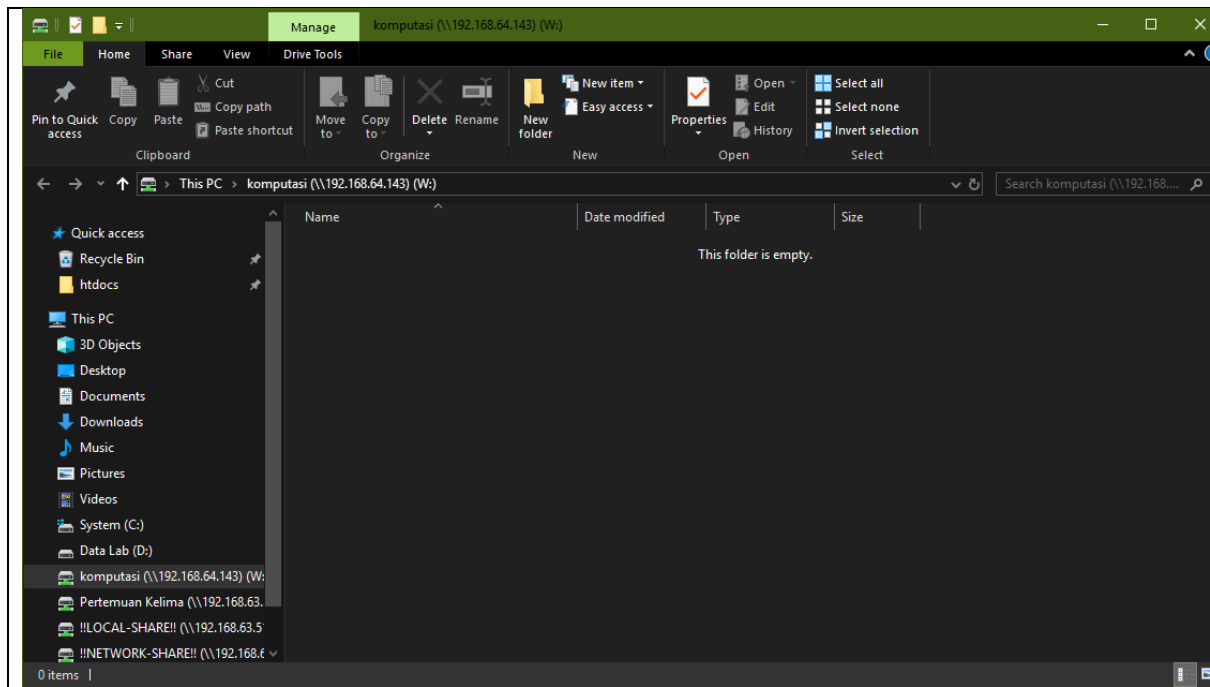 Manage komputasi (\\192.168.64.143) (W:)
File Home Share View Drive Tools
Pin to Quick access
Copy
Paste
Cut
Copy path
Paste shortcut
Clipboard
Move to
Copy to
Delete
Rename
Organize
New folder
New item
Easy access
New
Properties
Open
Edit
History
Open
Select all
Select none
Invert selection
Select
This PC > komputasi (\\192.168.64.143) (W:)
Search komputasi (\\192.168....
Name Date modified Type Size
This folder is empty.
Quick access
Recycle Bin
htdocs
This PC
3D Objects
Desktop
Documents
Downloads
Music
Pictures
Videos
System (C:)
Data Lab (D:)
komputasi (\\192.168.64.143) (W:
Pertemuan Kelima (\\192.168.63.
!!LOCAL-SHARE!! (\\192.168.63.5
!!NETWORK-SHARE!! (\\192.168.6
0 items